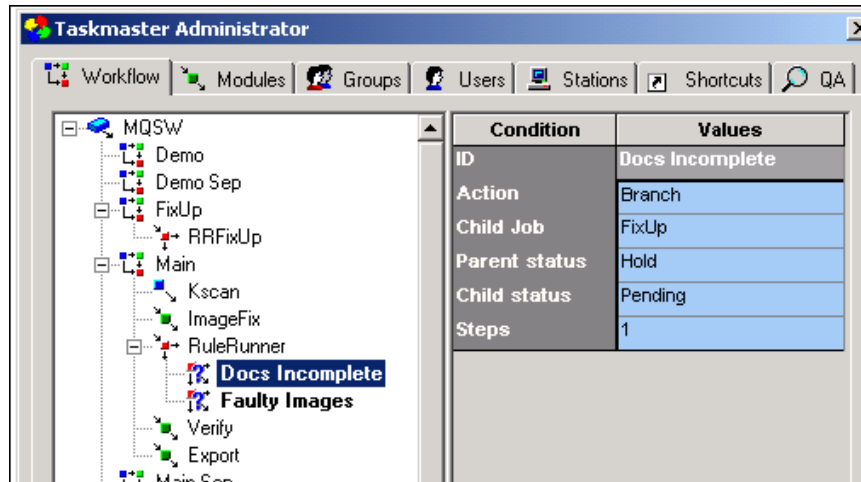 Taskmaster Administrator
Workflow Modules Groups Users Stations Shortcuts QA
MQSW
Demo
Demo Sep
FixUp
RRFixUp
Main
Kscan
ImageFix
RuleRunner
Docs Incomplete
Faulty Images
Verify
Export
Main Sep
Condition Values
ID Docs Incomplete
Action Branch
Child Job FixUp
Parent status Hold
Child status Pending
Steps 1